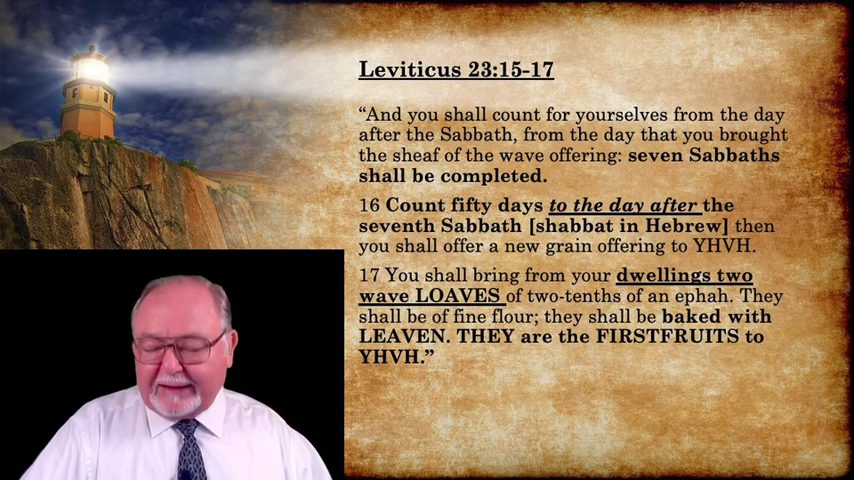 Leviticus 23:15-17
“And you shall count for yourselves from the day
after the Sabbath, from the day that you brought
the sheaf of the wave offering: seven Sabbaths
shall be completed.
16 Count fifty days to the day after the
seventh Sabbath [shabbat in Hebrew] then
you shall offer a new grain offering to YHVH.
17 You shall bring from your dwellings two
wave LOAVES of two-tenths of an ephah. They
shall be of fine flour; they shall be baked with
LEAVEN. THEY are the FIRSTFRUITS to
YHVH.”